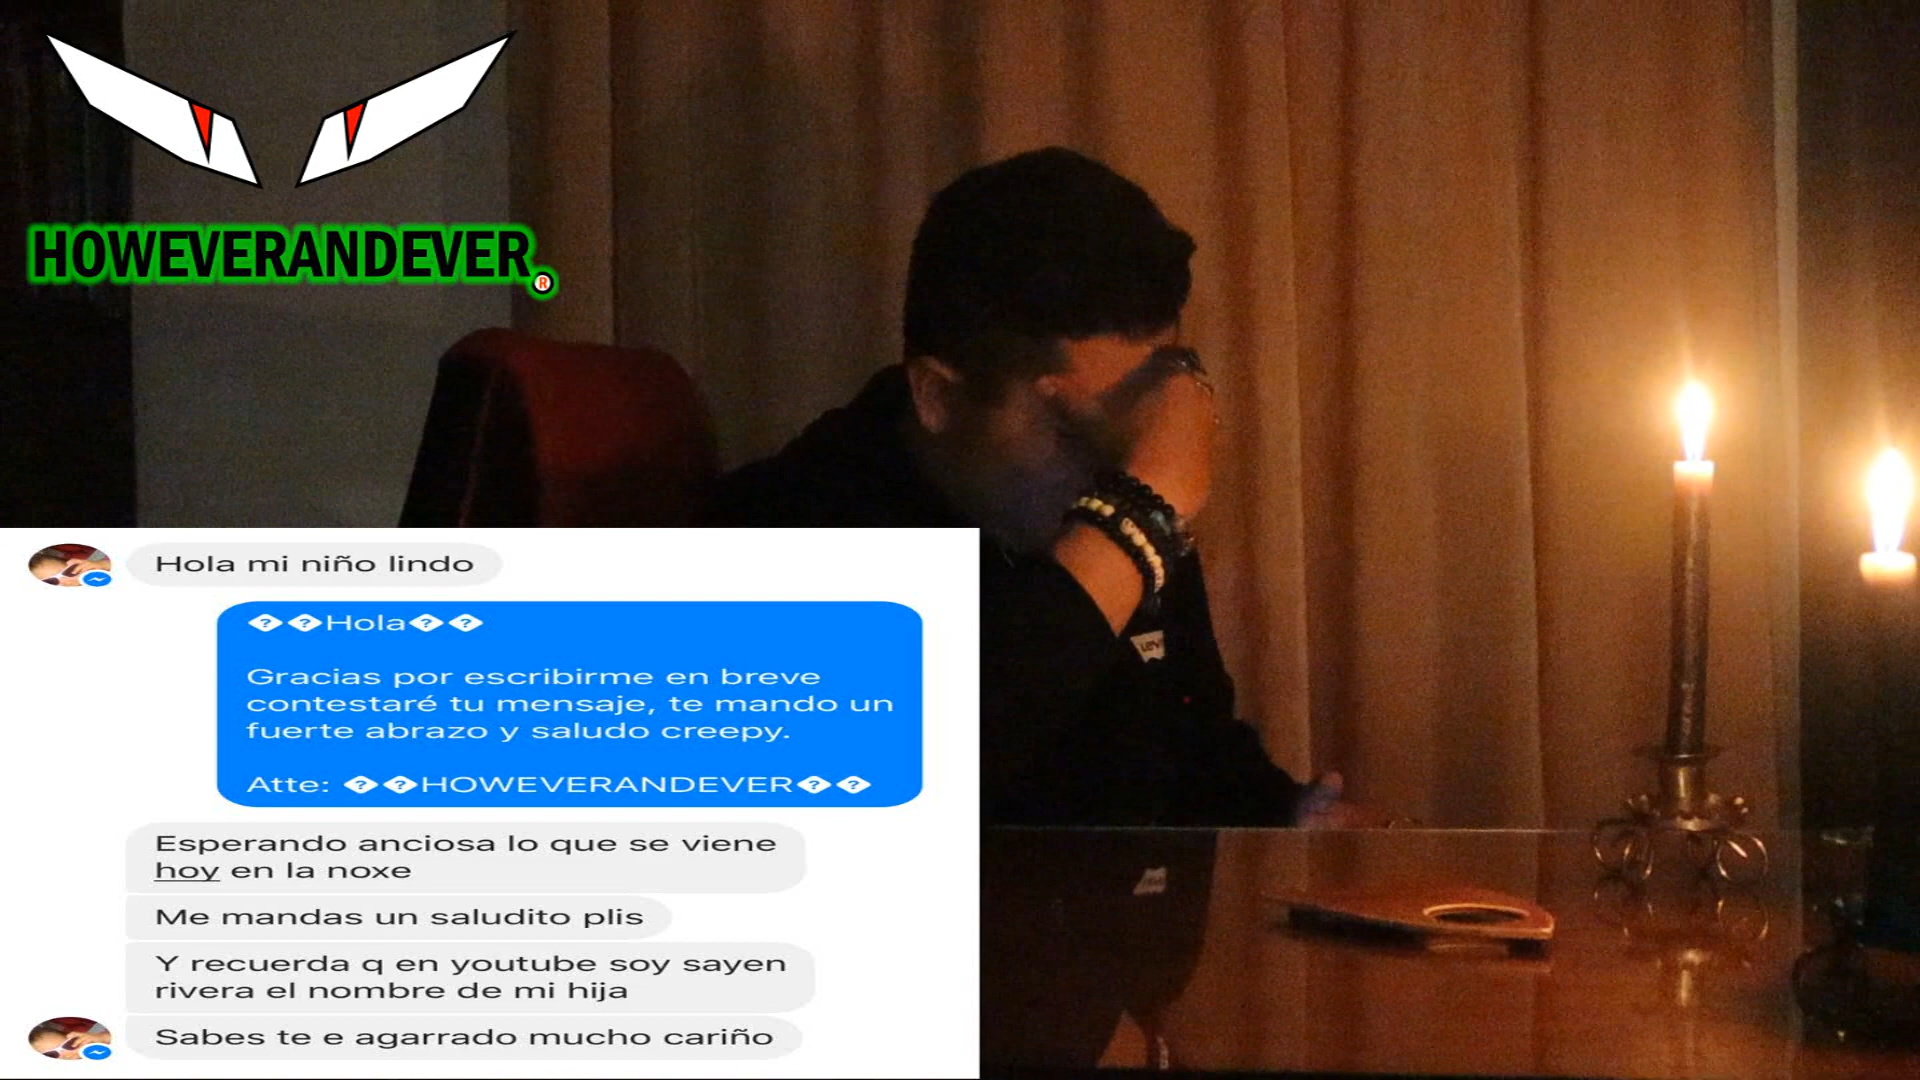 HOWEVERANDEVER
®
Hola mi niño lindo
��Hola��
Gracias por escribirme en breve
contestaré tu mensaje, te mando un
fuerte abrazo y saludo creepy.
Atte: ��HOWEVERANDEVER��
Esperando anciosa lo que se viene
hoy en la noxe
Me mandas un saludito plis
Y recuerda q en youtube soy sayen
rivera el nombre de mi hija
Sabes te e agarrado mucho cariño